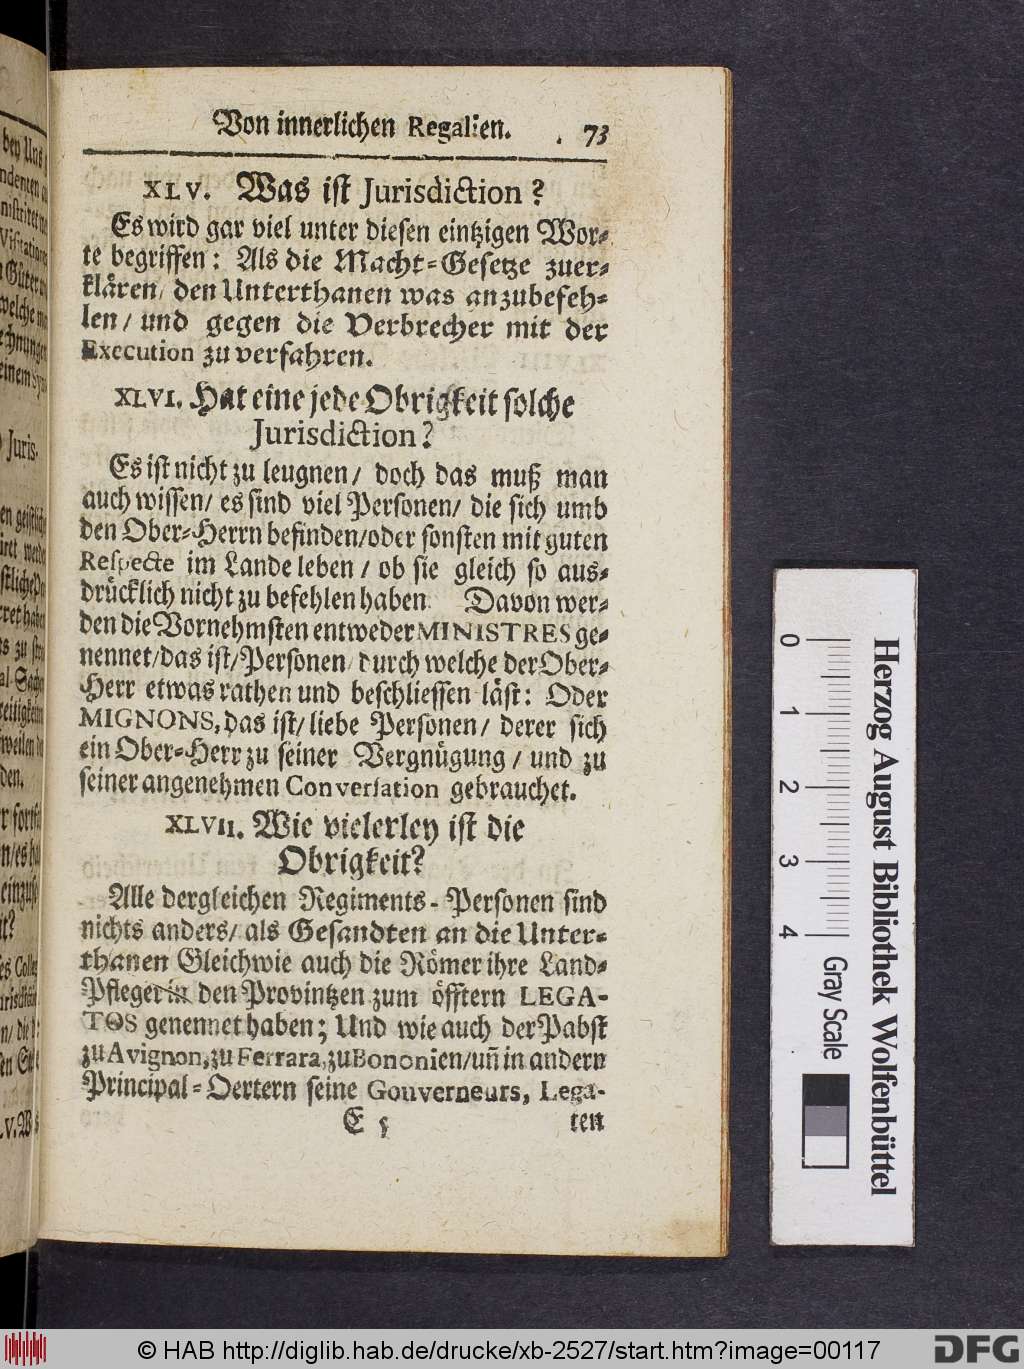 Von innerlichen Regalien. 73
XLV. Was ist Jurisdiction?
Es wird gar viel unter diesen eintzigen Wor-
te begriffen: Als die Macht-Gesetze zuer-
klären/ den Unterthanen was anzubefeh-
len/ und gegen die Verbrecher mit der
Execution zu verfahren.
XLVI. Hat eine jede Obrigkeit solche
Jurisdiction?
Es ist nicht zu leugnen/ doch das muß man
auch wissen/ es sind viel Personen/ die sich umb
den Ober-Herrn befinden/oder sonsten mit guten
Respecte im Lande leben/ ob sie gleich so aus-
drücklich nicht zu befehlen haben. Davon wer-
den die Vornehmsten entweder MINISTRES ge-
nennet/das ist/Personen/durch welche der Ober-
Herr etwas rathen und beschliessen läst: Oder
MIGNONS, das ist/ liebe Personen/ derer sich
ein Ober-Herr zu seiner Vergnügung/ und zu
seiner angenehmen Conversation gebrauchet.
XLVII. Wie vielerley ist die
Obrigkeit?
Alle dergleichen Regiments-Personen sind
nichts anders/ als Gesandten an die Unter-
thanen Gleichwie auch die Römer ihre Land-
Pfleger in den Provintzen zum öfftern LEGA-
TOS genennet haben; Und wie auch der Pabst
zu Avignon, zu Ferrara, zu Bononien/ uñ in andern
Principal-Oertern seine Gouverneurs, Lega-
E 5 ten
0 1 2 3 4
Gray Scale
Herzog August Bibliothek Wolfenbüttel
© HAB http://diglib.hab.de/drucke/xb-2527/start.htm?image=00117
DFG